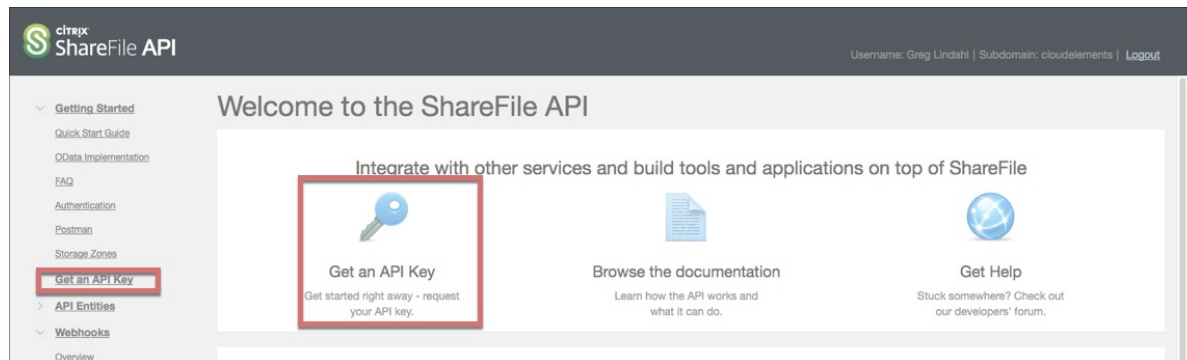 CITRIX
ShareFile API
Username: Greg Lindahl | Subdomain: cloudelements | Logout
Getting Started
Quick Start Guide
OData Implementation
FAQ
Authentication
Postman
Storage Zones
Get an API Key
API Entities
Webhooks
Overview
Welcome to the ShareFile API
Integrate with other services and build tools and applications on top of ShareFile
Get an API Key
Get started right away - request
your API key.
Browse the documentation
Learn how the API works and
what it can do.
Get Help
Stuck somewhere? Check out
our developers' forum.